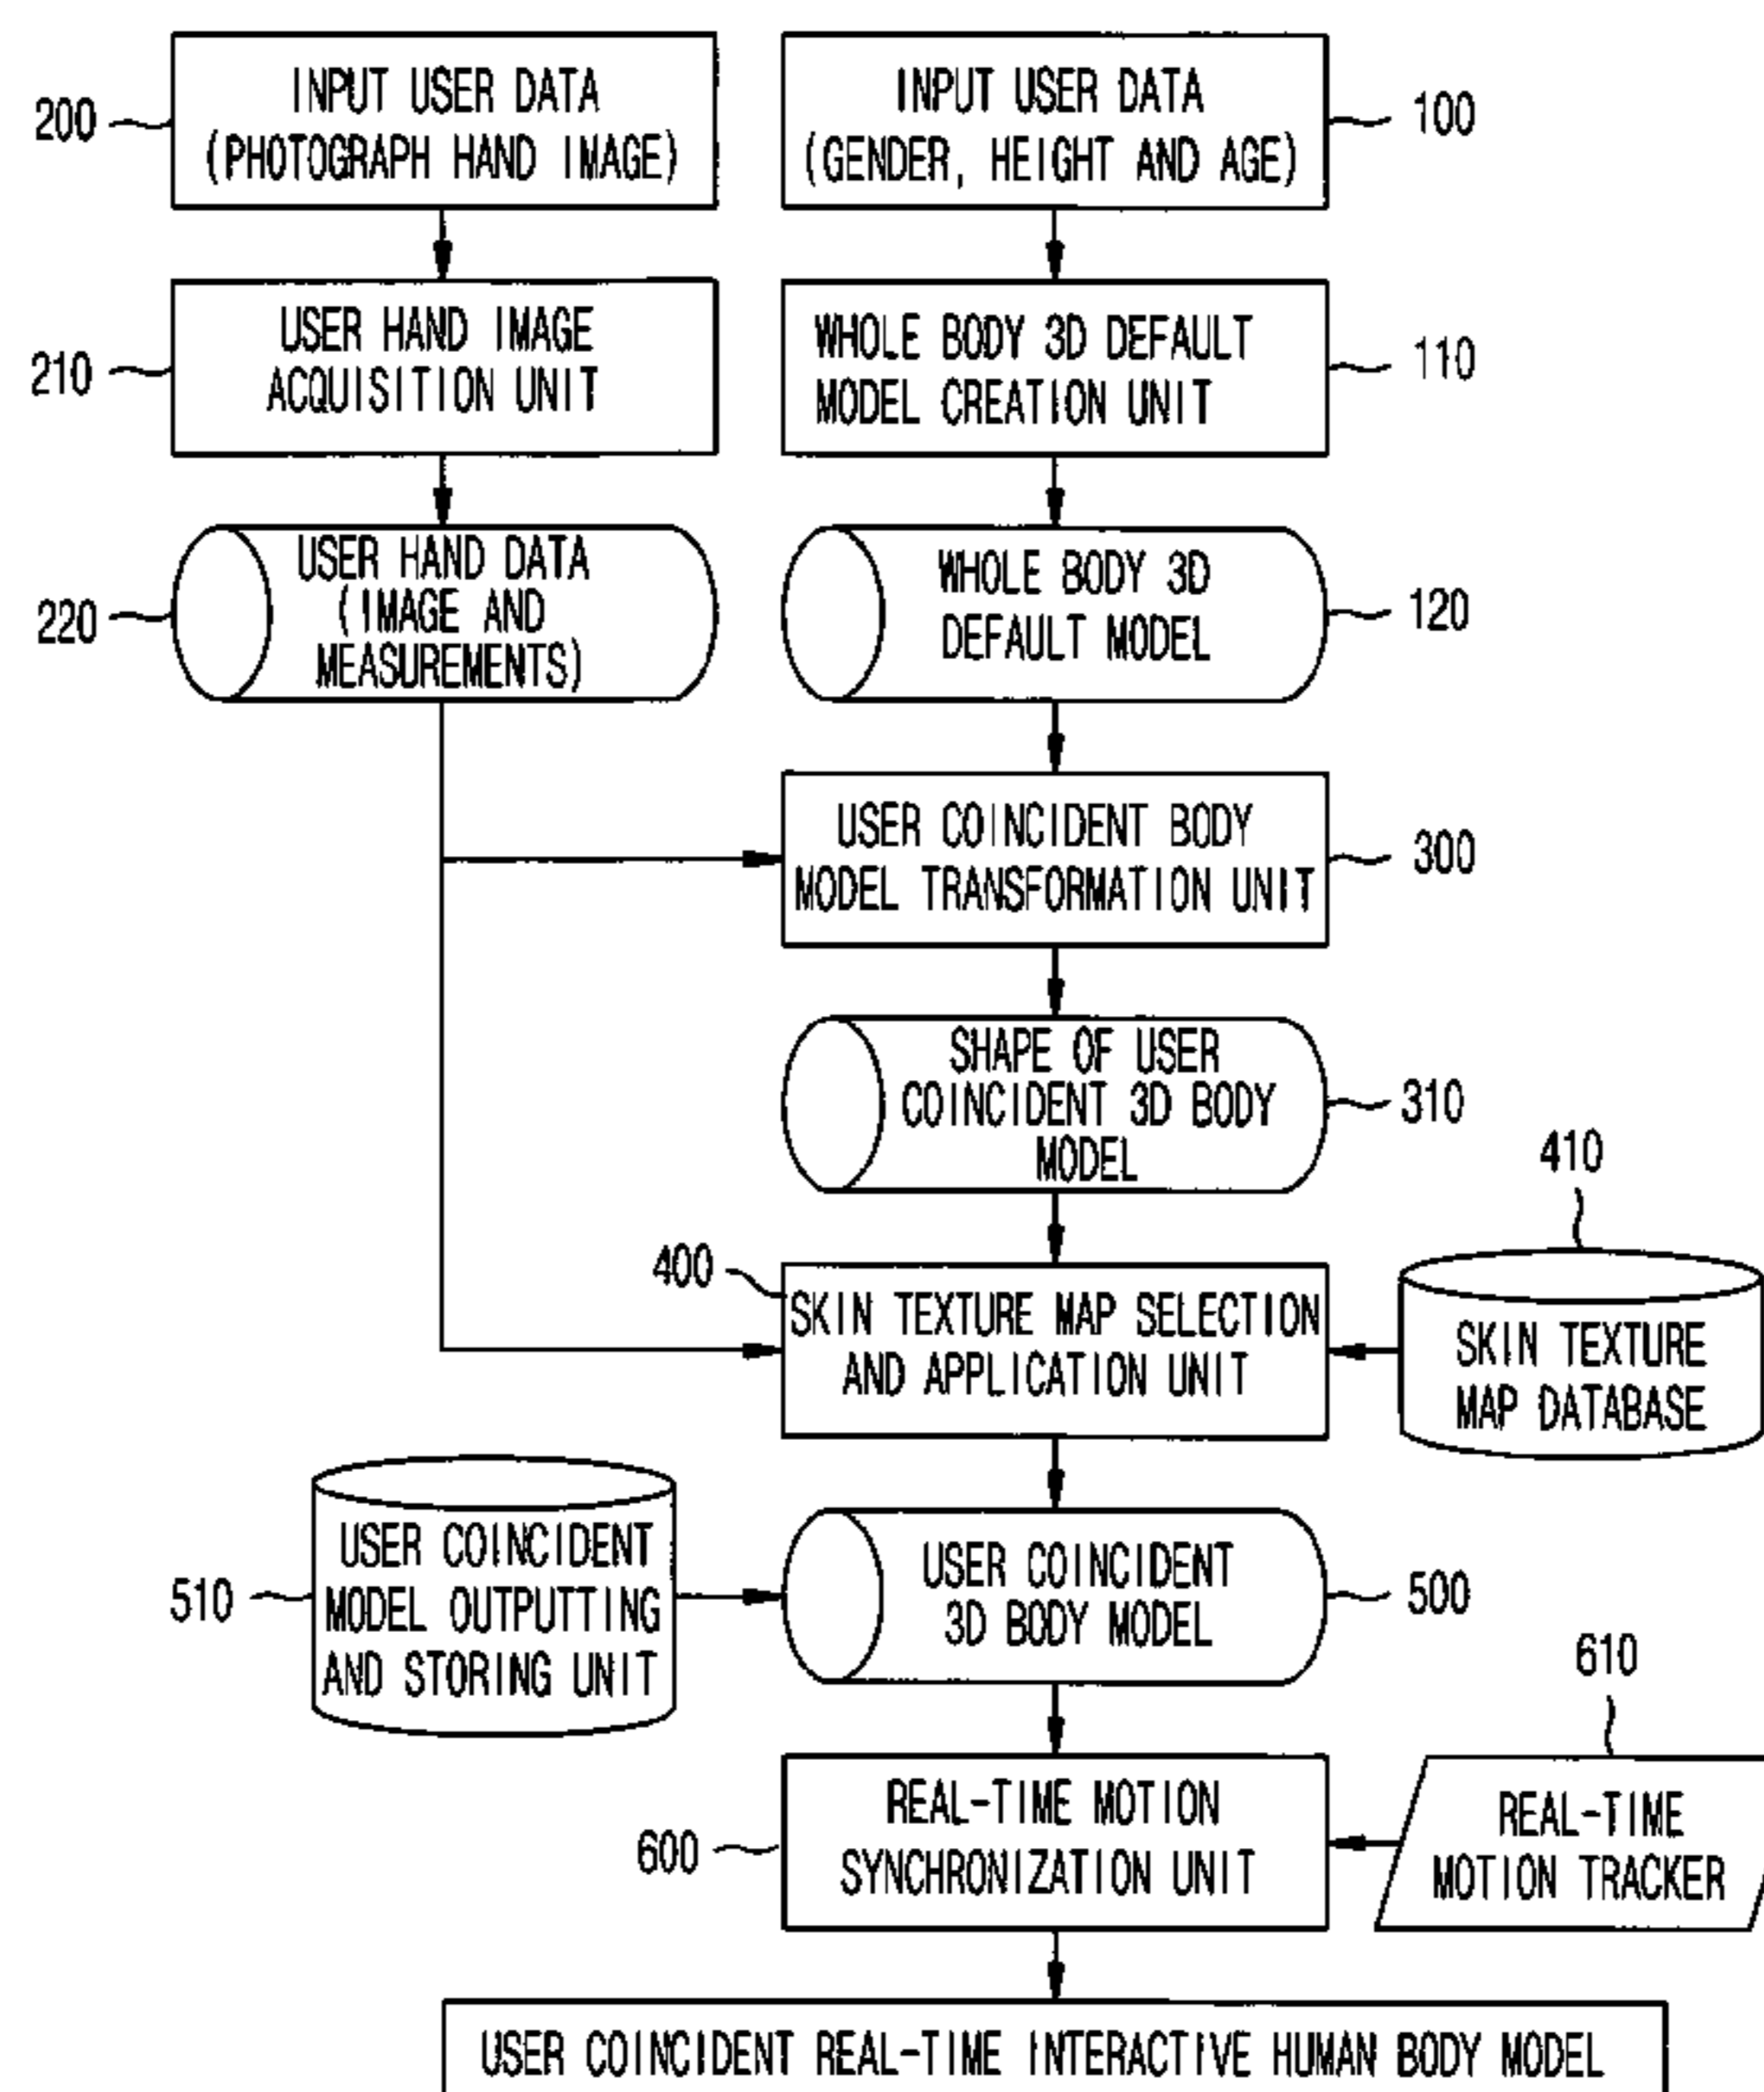 200
INPUT USER DATA
(PHOTOGRAPH HAND IMAGE)
INPUT USER DATA
(GENDER, HEIGHT AND AGE)
100
210
USER HAND IMAGE
ACQUISITION UNIT
WHOLE BODY 3D DEFAULT
MODEL CREATION UNIT
110
220
USER HAND DATA
(IMAGE AND
MEASUREMENTS)
WHOLE BODY 3D
DEFAULT MODEL
120
USER COINCIDENT BODY
MODEL TRANSFORMATION UNIT
300
SHAPE OF USER
COINCIDENT 3D BODY
MODEL
310
400
SKIN TEXTURE MAP SELECTION
AND APPLICATION UNIT
410
SKIN TEXTURE
MAP DATABASE
510
USER COINCIDENT
MODEL OUTPUTTING
AND STORING UNIT
USER COINCIDENT
3D BODY MODEL
500
600
REAL-TIME MOTION
SYNCHRONIZATION UNIT
610
REAL-TIME
MOTION TRACKER
USER COINCIDENT REAL-TIME INTERACTIVE HUMAN BODY MODEL